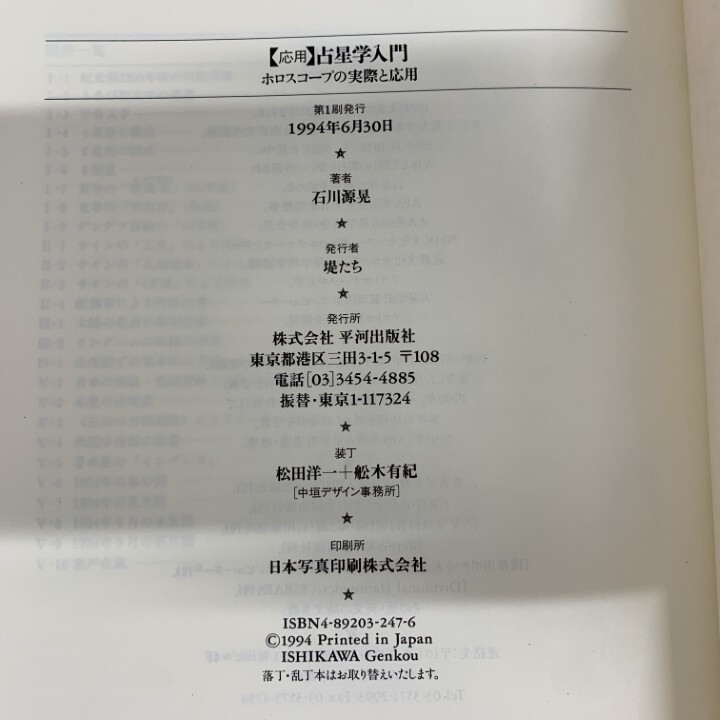 【応用】占星学入門
ホロスコープの実際と応用
第1刷発行
1994年6月30日
★
著者
石川源晃
★
発行者
堤たち
★
発行所
株式会社 平河出版社
東京都港区三田3-1-5 〒108
電話[03]3454-4885
振替・東京1-117324
★
装丁
松田洋一+舩木有紀
[中垣デザイン事務所]
★
印刷所
日本写真印刷株式会社
★
ISBN4-89203-247-6
©1994 Printed in Japan
ISHIKAWA Genkou
落丁・乱丁本はお取り替えいたします。